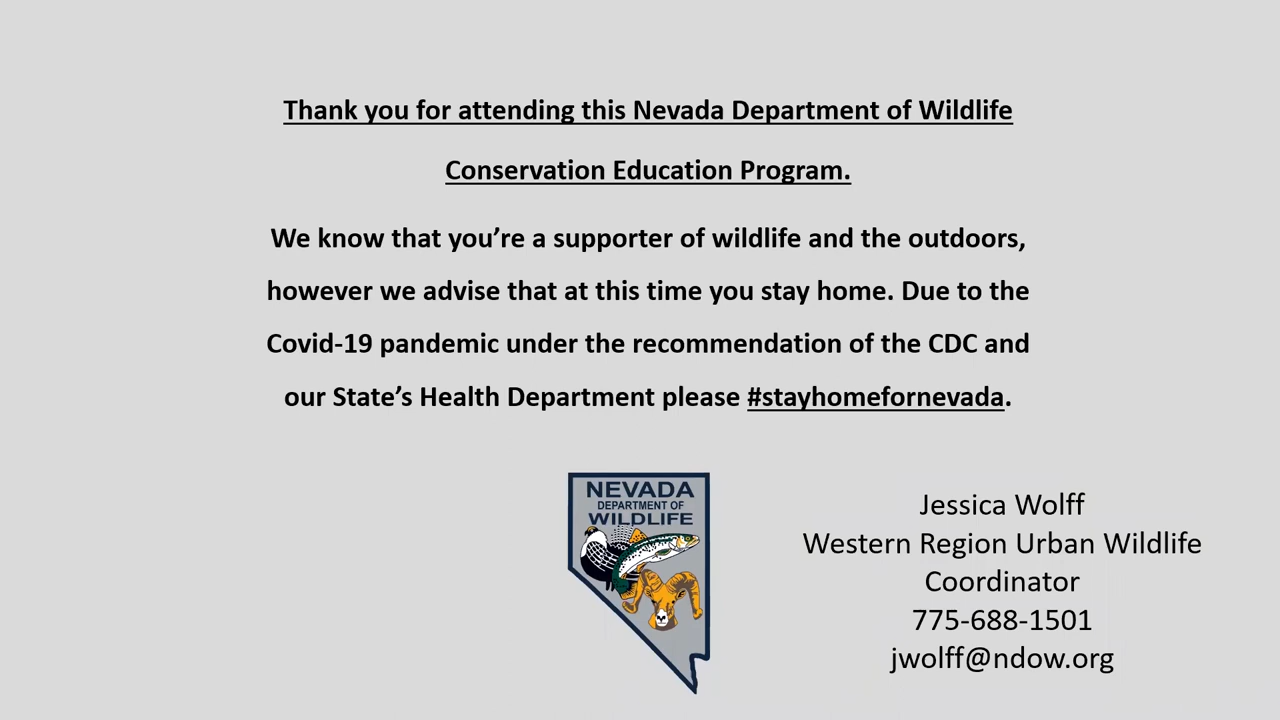 Thank you for attending this Nevada Department of Wildlife
Conservation Education Program.
We know that you’re a supporter of wildlife and the outdoors,
however we advise that at this time you stay home. Due to the
Covid-19 pandemic under the recommendation of the CDC and
our State’s Health Department please #stayhomefornevada.
NEVADA
DEPARTMENT OF
WILDLIFE
Jessica Wolff
Western Region Urban Wildlife
Coordinator
775-688-1501
jwolff@ndow.org